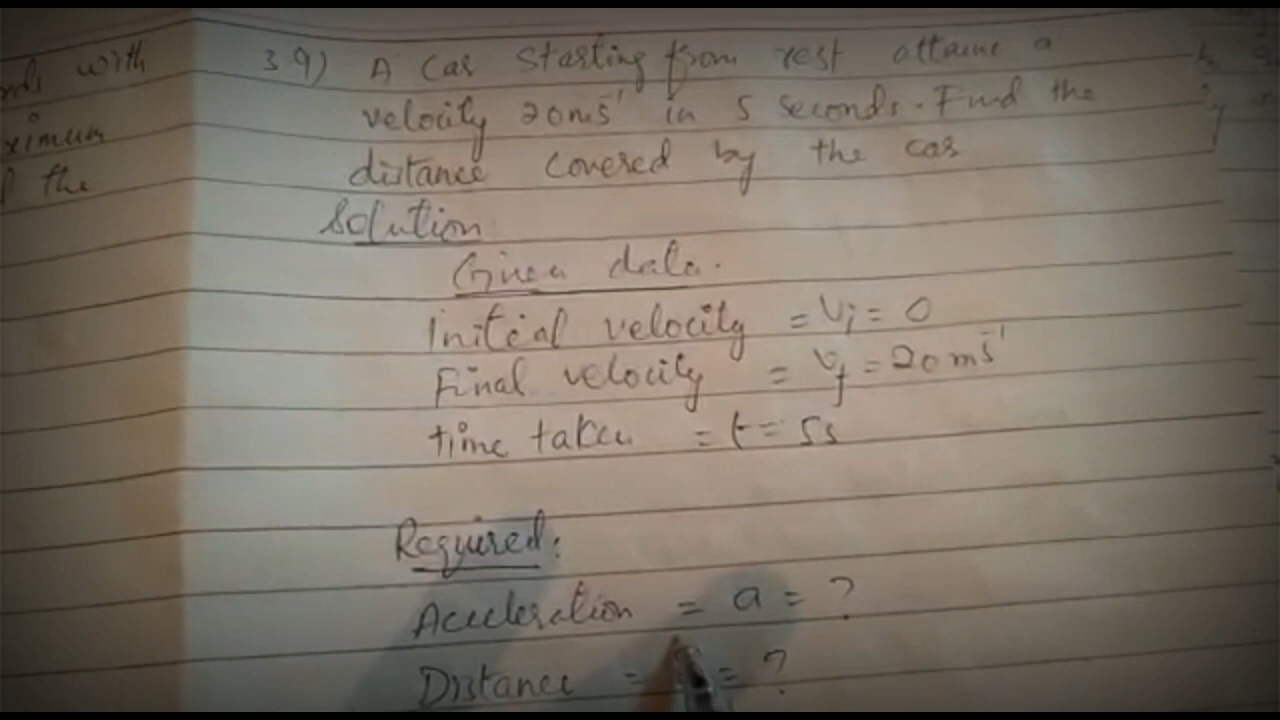 with
ximum
the
39) A Car Starting from rest attains a
velocity 20ms⁻¹ in 5 seconds. Find the
distance covered by the car
Solution
Given data.
Initial velocity = Vi = 0
Final velocity = Vf = 20ms⁻¹
time taken = t = 5s
Required:
Acceleration = a = ?
Distance = = ?